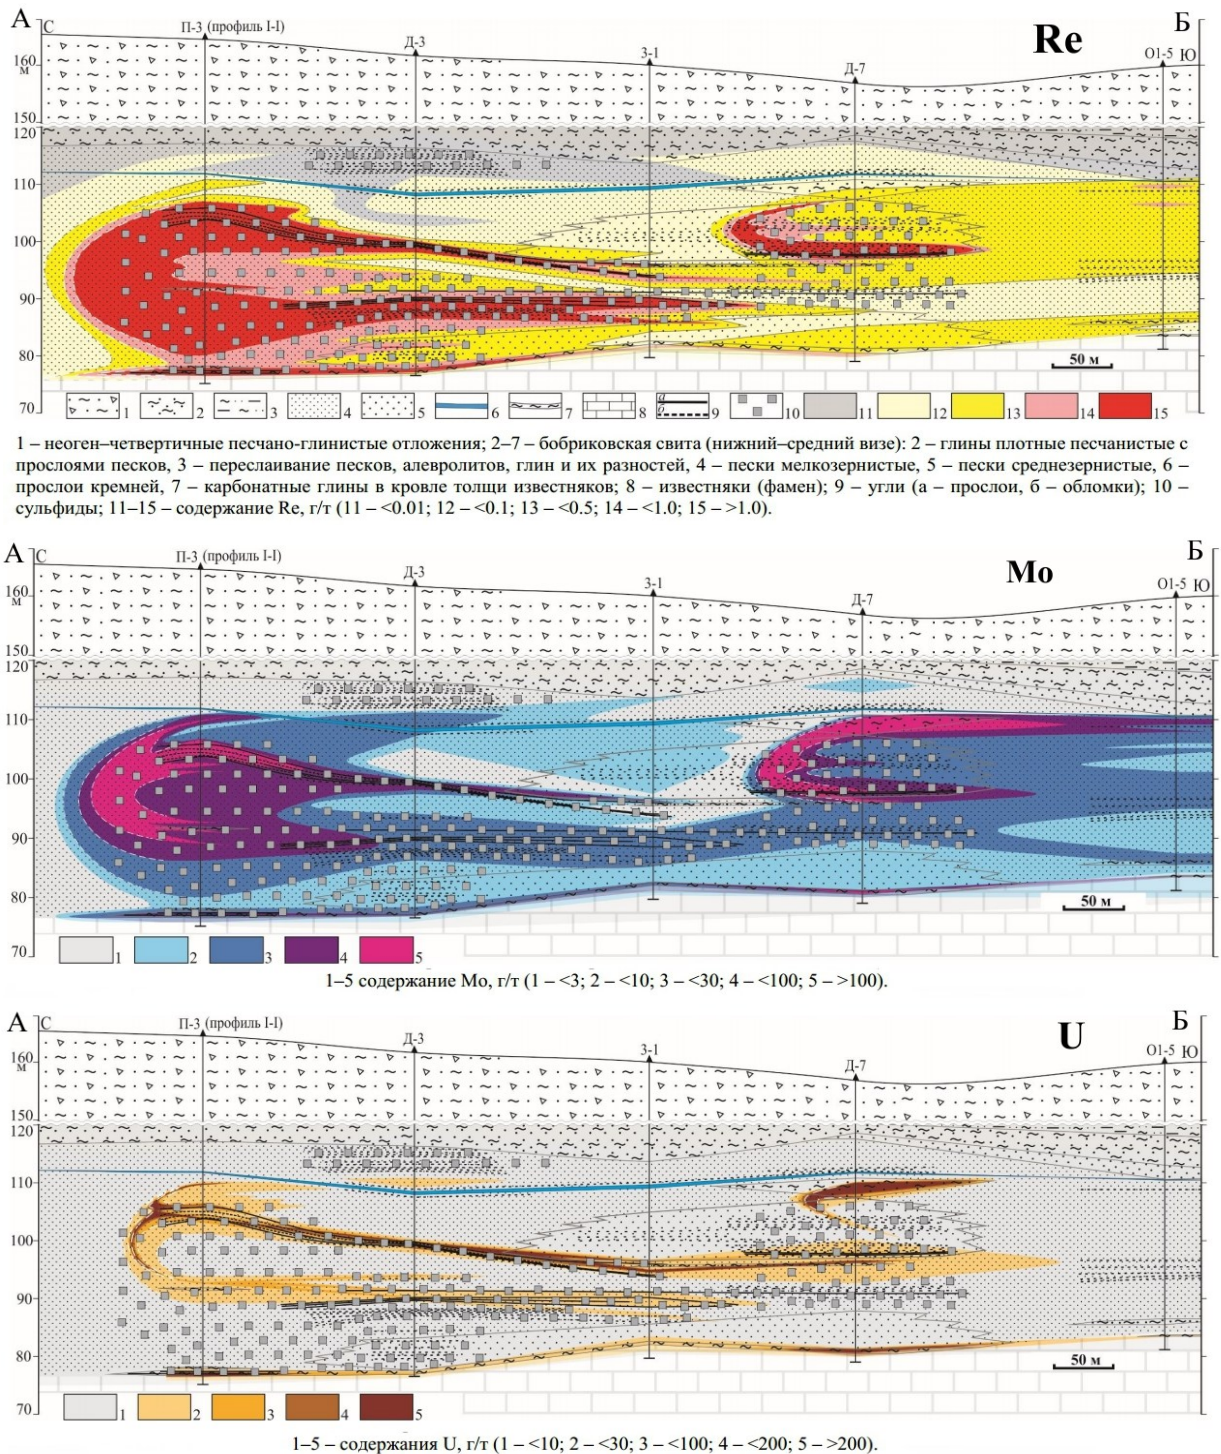 А
Б
С
П-3 (профиль I-I)
Д-3
З-1
Д-7
О1-5 Ю
Re
160
м
150
120
110
100
90
80
70
50 м
1 2 3 4 5 6 7 8 а б 9 10 11 12 13 14 15
1 – неоген–четвертичные песчано-глинистые отложения; 2–7 – бобриковская свита (нижний–средний визе): 2 – глины плотные песчанистые с
прослоями песков, 3 – переслаивание песков, алевролитов, глин и их разностей, 4 – пески мелкозернистые, 5 – пески среднезернистые, 6 –
прослои кремней, 7 – карбонатные глины в кровле толщи известняков; 8 – известняки (фамен); 9 – угли (а – прослои, б – обломки); 10 –
сульфиды; 11–15 – содержание Re, г/т (11 – <0.01; 12 – <0.1; 13 – <0.5; 14 – <1.0; 15 – >1.0).
А
Б
С
П-3 (профиль I-I)
Д-3
З-1
Д-7
О1-5 Ю
Mo
160
м
150
120
110
100
90
80
70
50 м
1 2 3 4 5
1–5 содержание Mo, г/т (1 – <3; 2 – <10; 3 – <30; 4 – <100; 5 – >100).
А
Б
С
П-3 (профиль I-I)
Д-3
З-1
Д-7
О1-5 Ю
U
160
м
150
120
110
100
90
80
70
50 м
1 2 3 4 5
1–5 – содержания U, г/т (1 – <10; 2 – <30; 3 – <100; 4 – <200; 5 – >200).